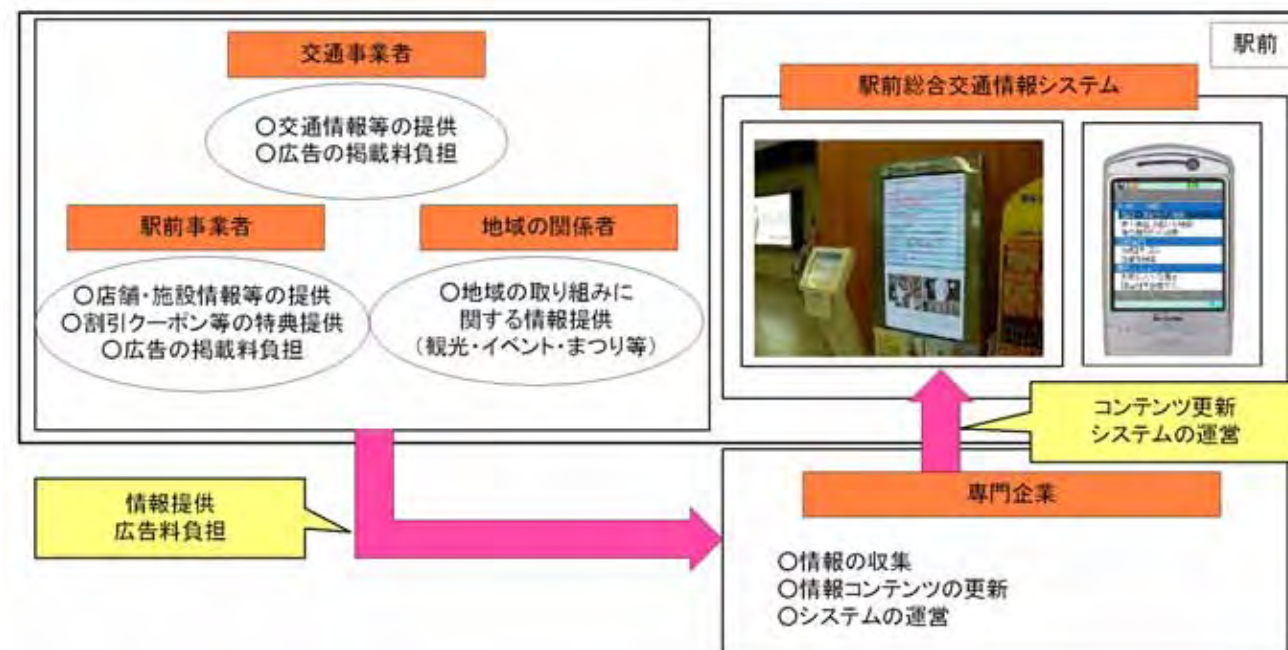 駅前
交通事業者
○交通情報等の提供
○広告の掲載料負担
駅前事業者
○店舗・施設情報等の提供
○割引クーポン等の特典提供
○広告の掲載料負担
地域の関係者
○地域の取り組みに
関する情報提供
（観光・イベント・まつり等）
駅前総合交通情報システム
コンテンツ更新
システムの運営
情報提供
広告料負担
専門企業
○情報の収集
○情報コンテンツの更新
○システムの運営